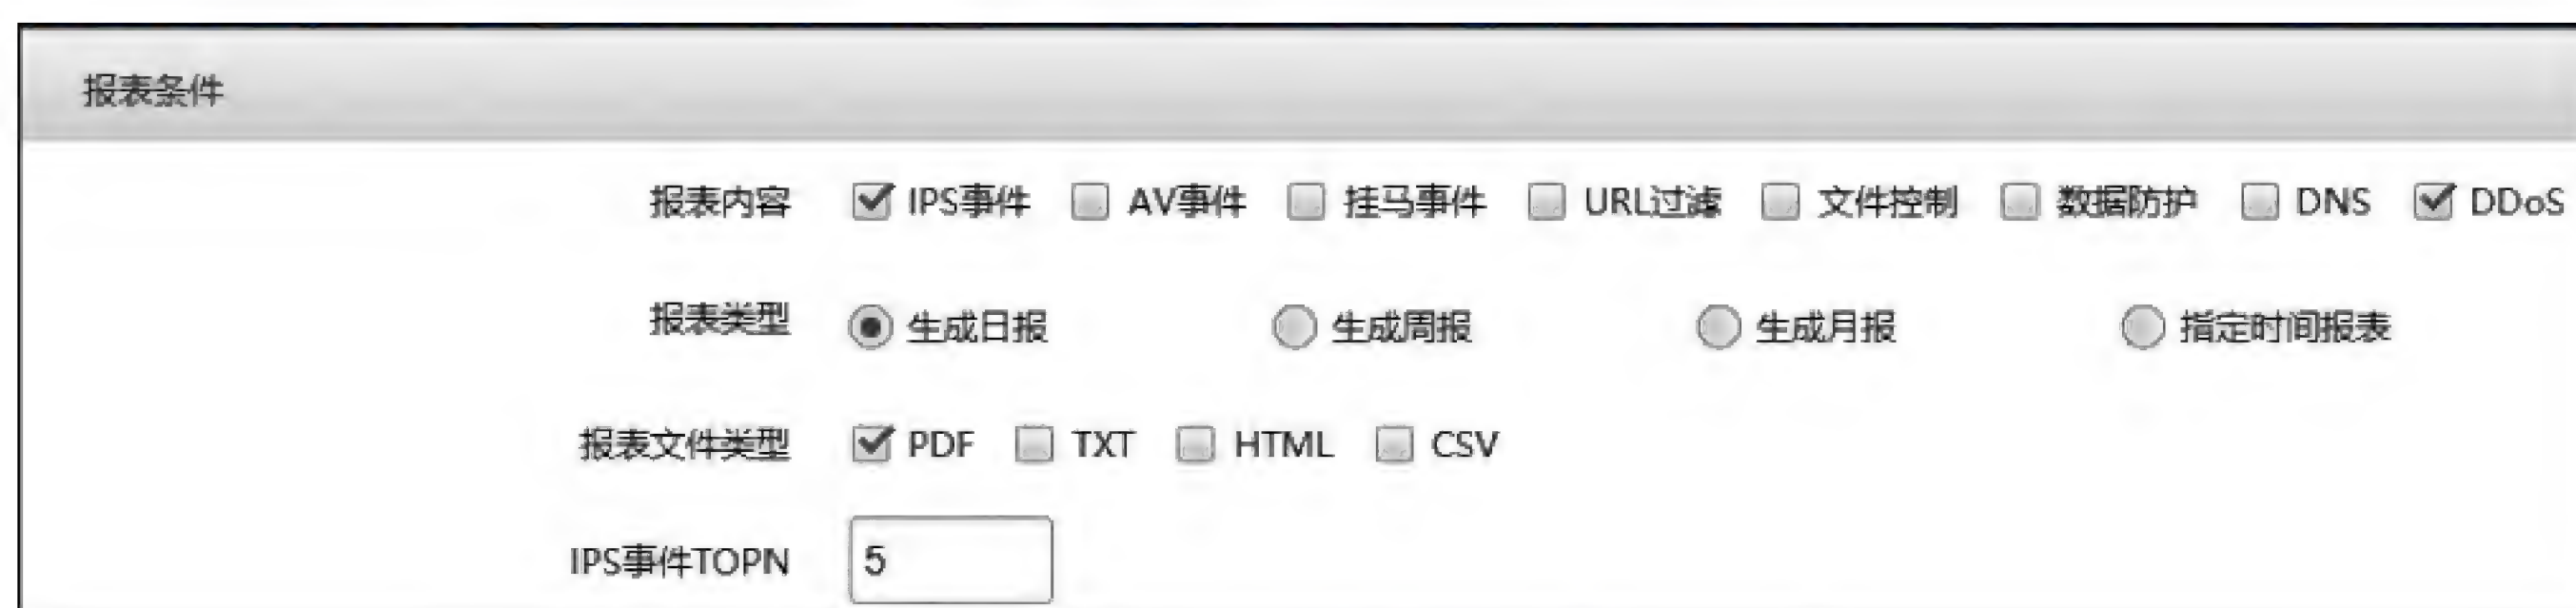 报表条件
报表内容 IPS事件 AV事件 挂马事件 URL过滤 文件控制 数据防护 DNS DDoS
报表类型 生成日报 生成周报 生成月报 指定时间报表
报表文件类型 PDF TXT HTML CSV
IPS事件TOPN 5